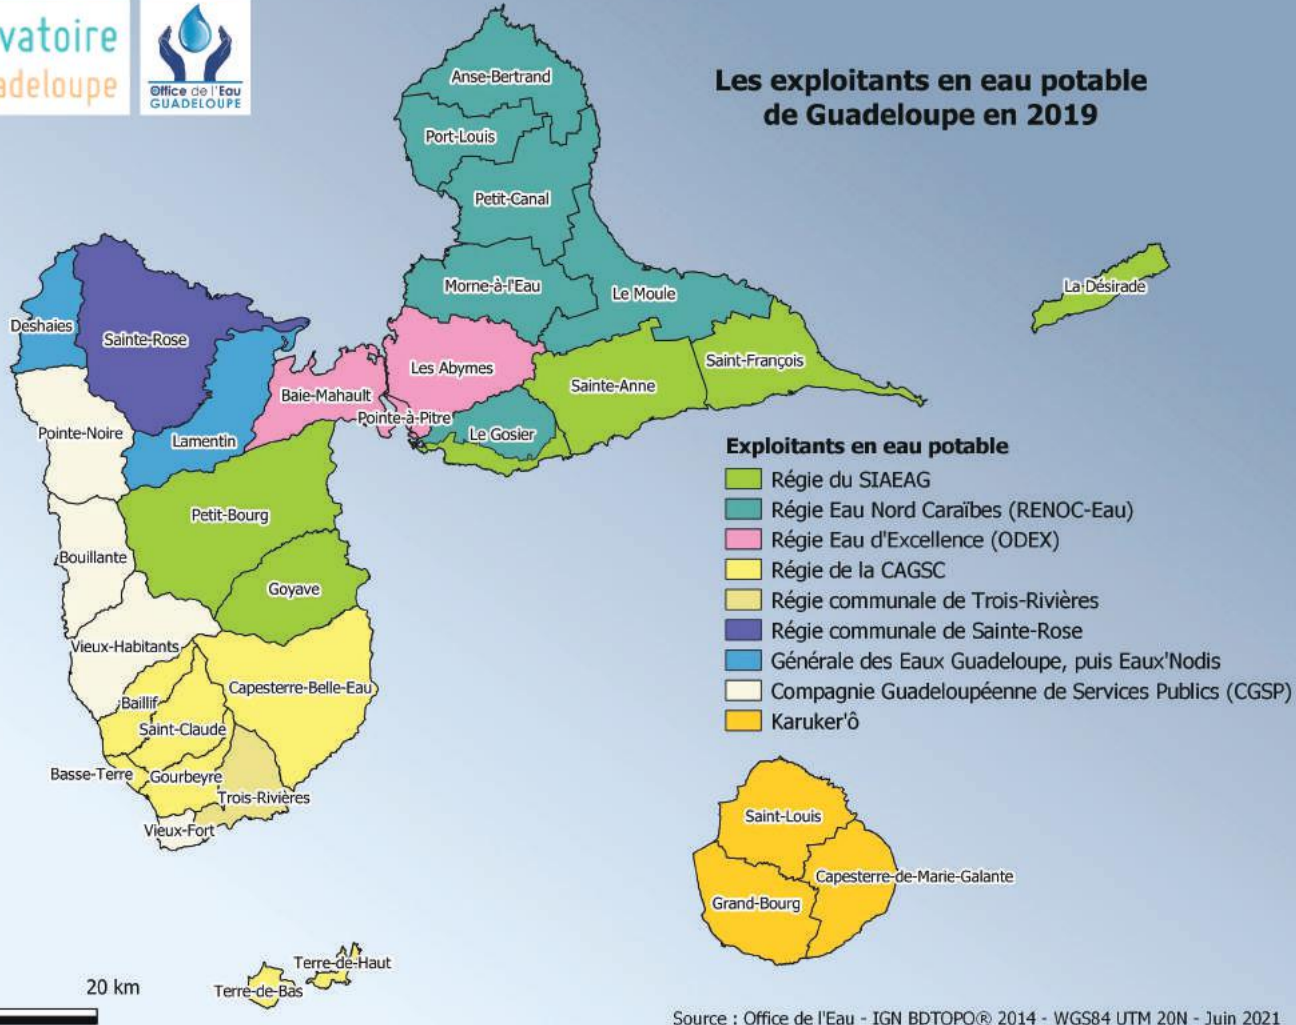 vatoire
adeloupe
Office de l'Eau
GUADELOUPE
Les exploitants en eau potable
de Guadeloupe en 2019
Anse-Bertrand
Port-Louis
Petit-Canal
Morne-à-l'Eau
Le Moule
La Désirade
Deshaies
Sainte-Rose
Les Abymes
Saint-François
Sainte-Anne
Baie-Mahault
Pointe-à-Pitre
Le Gosier
Pointe-Noire
Lamentin
Petit-Bourg
Bouillante
Goyave
Vieux-Habitants
Capesterre-Belle-Eau
Baillif
Saint-Claude
Basse-Terre
Gourbeyre
Trois-Rivières
Vieux-Fort
Exploitants en eau potable
Régie du SIAEAG
Régie Eau Nord Caraïbes (RENOC-Eau)
Régie Eau d'Excellence (ODEX)
Régie de la CAGSC
Régie communale de Trois-Rivières
Régie communale de Sainte-Rose
Générale des Eaux Guadeloupe, puis Eaux'Nodis
Compagnie Guadeloupéenne de Services Publics (CGSP)
Karuker'ô
Saint-Louis
Capesterre-de-Marie-Galante
Grand-Bourg
Terre-de-Haut
Terre-de-Bas
20 km
Source : Office de l'Eau - IGN BDTOPO® 2014 - WGS84 UTM 20N - Juin 2021